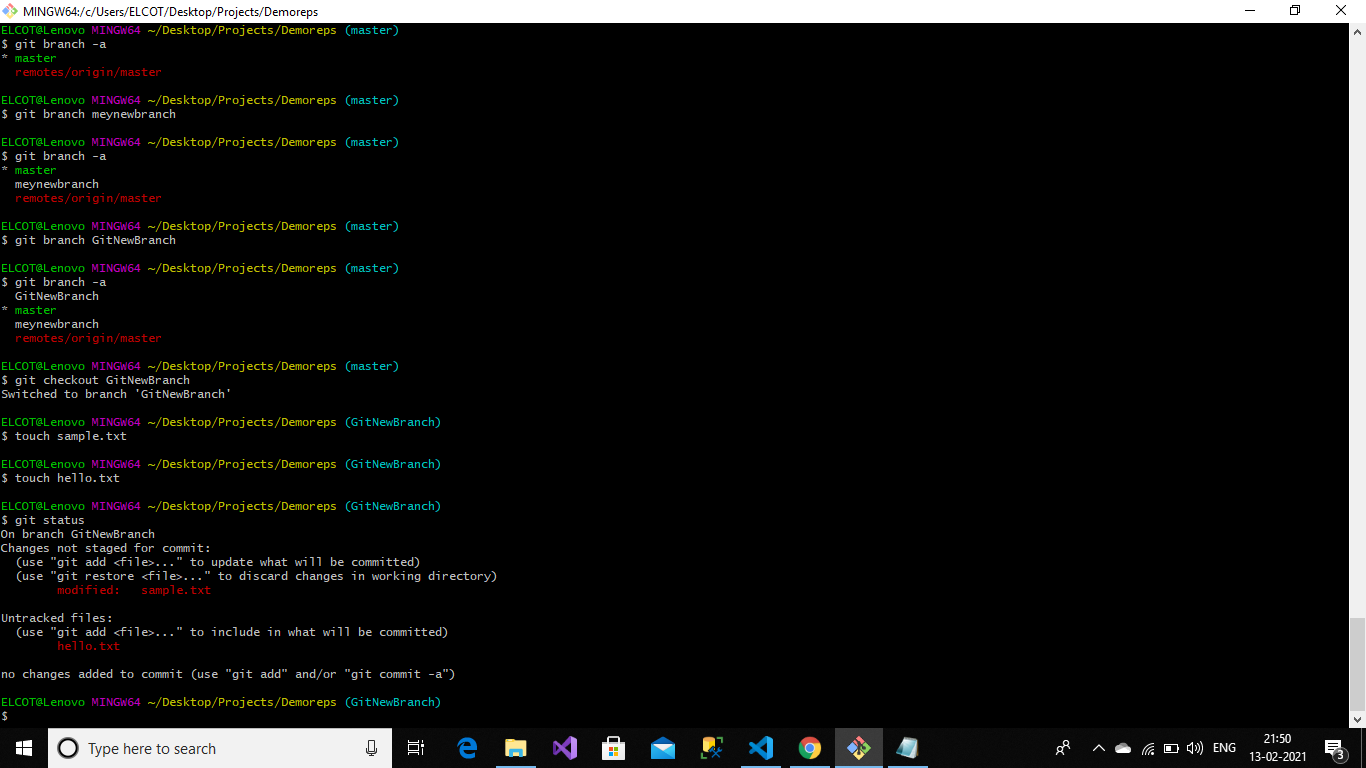 MINGW64:/c/Users/ELCOT/Desktop/Projects/Demoreps
ELCOT@Lenovo MINGW64 ~/Desktop/Projects/Demoreps (master)
$ git branch -a
* master
  remotes/origin/master

ELCOT@Lenovo MINGW64 ~/Desktop/Projects/Demoreps (master)
$ git branch meynewbranch

ELCOT@Lenovo MINGW64 ~/Desktop/Projects/Demoreps (master)
$ git branch -a
* master
  meynewbranch
  remotes/origin/master

ELCOT@Lenovo MINGW64 ~/Desktop/Projects/Demoreps (master)
$ git branch GitNewBranch

ELCOT@Lenovo MINGW64 ~/Desktop/Projects/Demoreps (master)
$ git branch -a
  GitNewBranch
* master
  meynewbranch
  remotes/origin/master

ELCOT@Lenovo MINGW64 ~/Desktop/Projects/Demoreps (master)
$ git checkout GitNewBranch
Switched to branch 'GitNewBranch'

ELCOT@Lenovo MINGW64 ~/Desktop/Projects/Demoreps (GitNewBranch)
$ touch sample.txt

ELCOT@Lenovo MINGW64 ~/Desktop/Projects/Demoreps (GitNewBranch)
$ touch hello.txt

ELCOT@Lenovo MINGW64 ~/Desktop/Projects/Demoreps (GitNewBranch)
$ git status
On branch GitNewBranch
Changes not staged for commit:
  (use "git add <file>..." to update what will be committed)
  (use "git restore <file>..." to discard changes in working directory)
        modified:   sample.txt

Untracked files:
  (use "git add <file>..." to include in what will be committed)
        hello.txt

no changes added to commit (use "git add" and/or "git commit -a")

ELCOT@Lenovo MINGW64 ~/Desktop/Projects/Demoreps (GitNewBranch)
$
Type here to search
ENG
21:50
13-02-2021
3